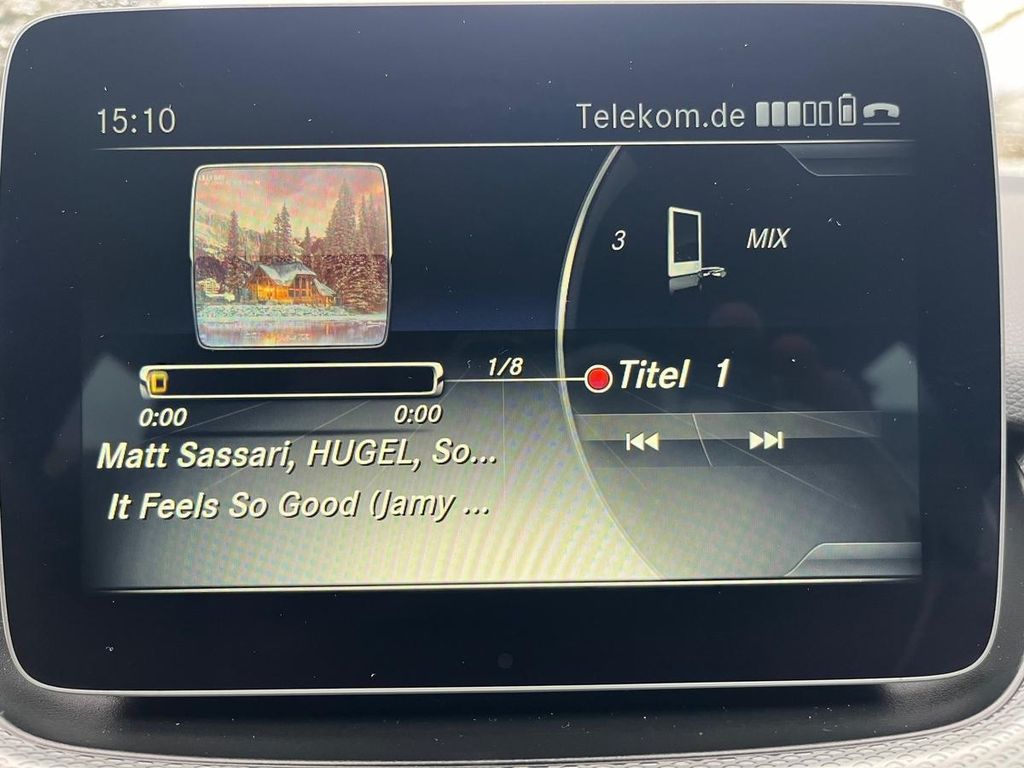 15:10
Telekom.de
3
MIX
1/8
Titel 1
0:00
0:00
Matt Sassari, HUGEL, So...
It Feels So Good (Jamy ...